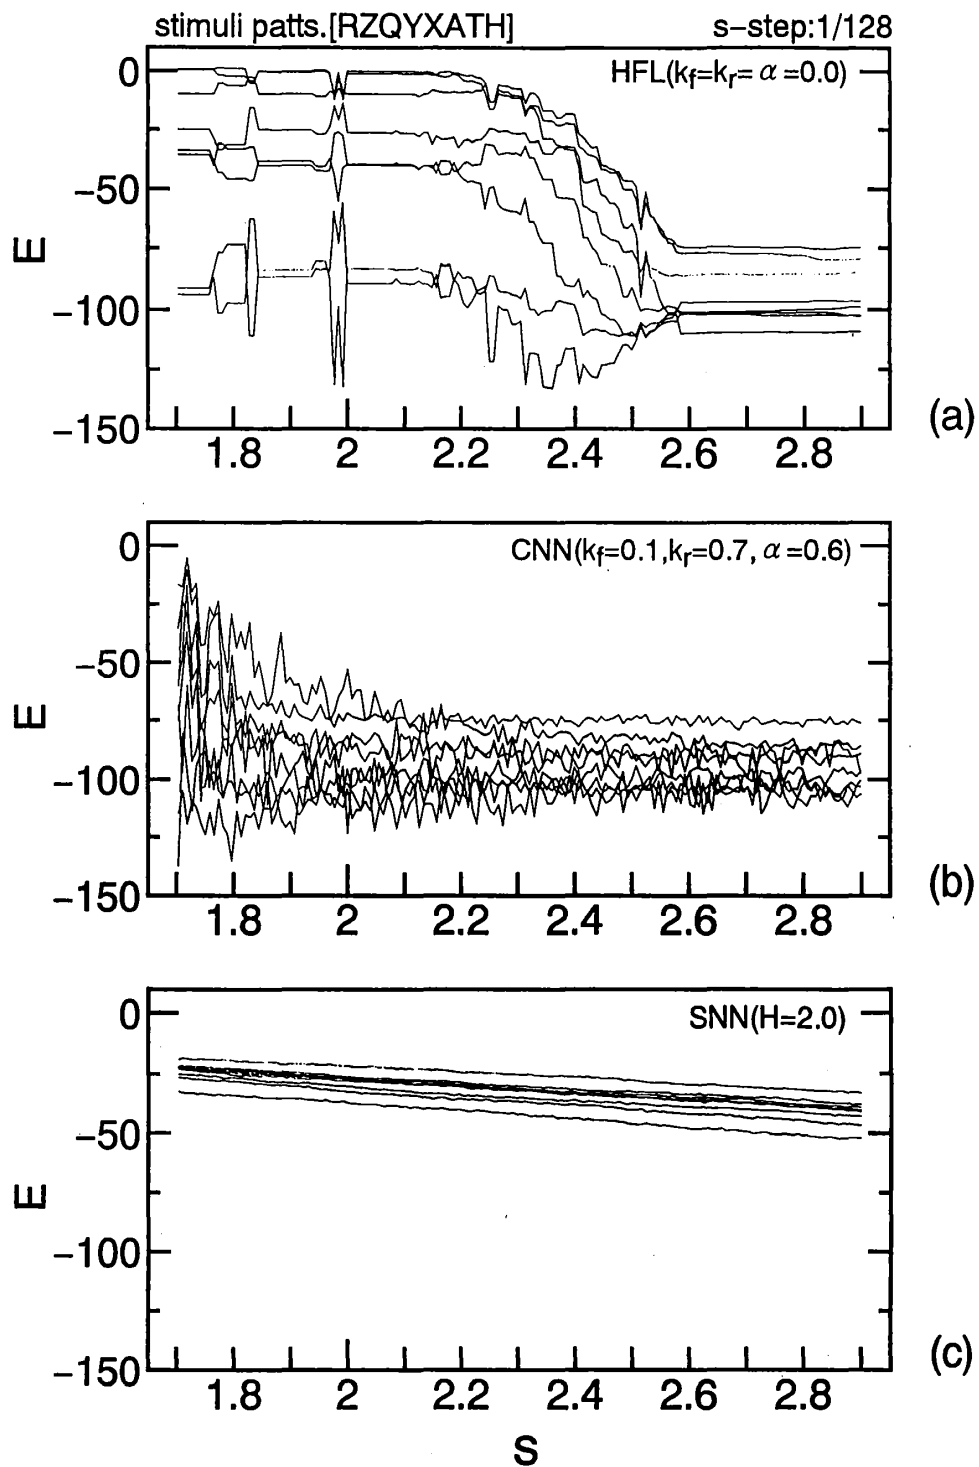 stimuli patts.[RZQYXATH] s-step:1/128
HFL(kf=kr= α =0.0)
0
-50
-100
-150
E
1.8 2 2.2 2.4 2.6 2.8
(a)
CNN(kf=0.1,kr=0.7, α =0.6)
0
-50
-100
-150
E
1.8 2 2.2 2.4 2.6 2.8
(b)
SNN(H=2.0)
0
-50
-100
-150
E
1.8 2 2.2 2.4 2.6 2.8
(c)
S